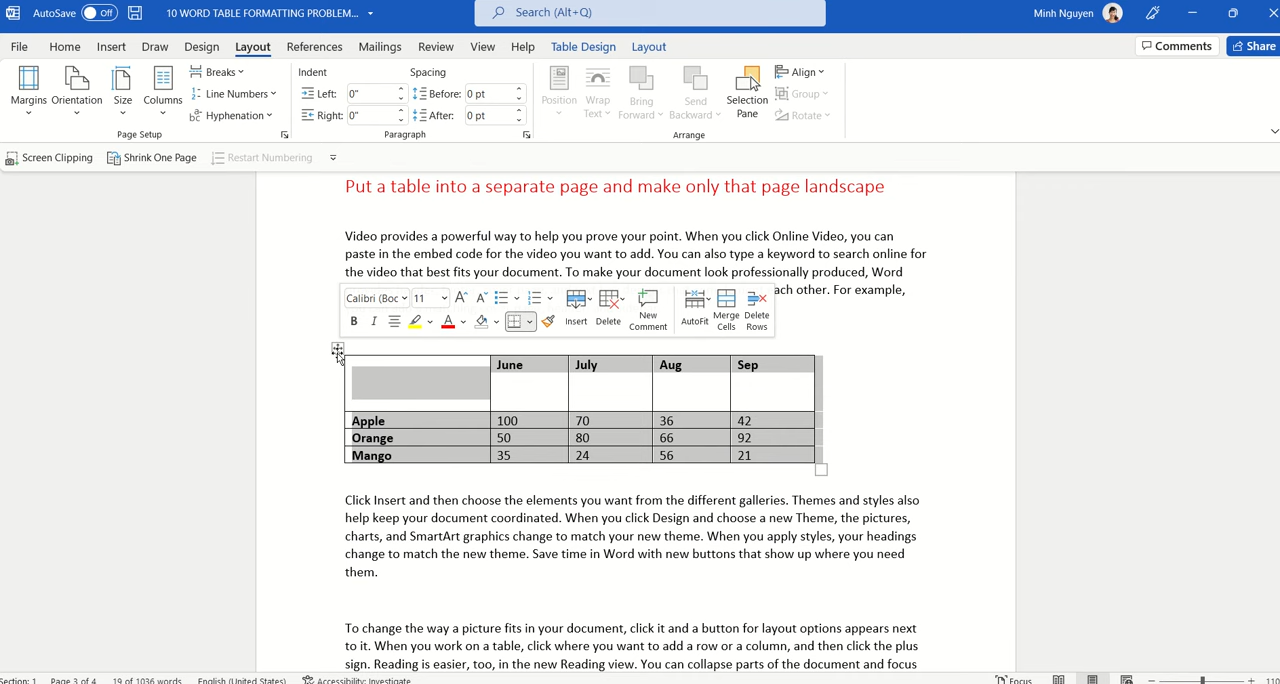 AutoSave Off 10 WORD TABLE FORMATTING PROBLEM... Search (Alt+Q) Minh Nguyen
File Home Insert Draw Design Layout References Mailings Review View Help Table Design Layout Comments Share
Margins Orientation Size Columns Breaks Line Numbers Hyphenation
Page Setup
Indent Spacing
Left: 0" Before: 0 pt
Right: 0" After: 0 pt
Paragraph
Position Wrap Text Bring Forward Send Backward Selection Pane Align Group Rotate
Arrange
Screen Clipping Shrink One Page Restart Numbering
Put a table into a separate page and make only that page landscape
Video provides a powerful way to help you prove your point. When you click Online Video, you can
paste in the embed code for the video you want to add. You can also type a keyword to search online for
the video that best fits your document. To make your document look professionally produced, Word
ach other. For example,
Calibri (Boc 11 Insert Delete New Comment AutoFit Merge Cells Delete Rows
B I A
June July Aug Sep
Apple 100 70 36 42
Orange 50 80 66 92
Mango 35 24 56 21
Click Insert and then choose the elements you want from the different galleries. Themes and styles also
help keep your document coordinated. When you click Design and choose a new Theme, the pictures,
charts, and SmartArt graphics change to match your new theme. When you apply styles, your headings
change to match the new theme. Save time in Word with new buttons that show up where you need
them.
To change the way a picture fits in your document, click it and a button for layout options appears next
to it. When you work on a table, click where you want to add a row or a column, and then click the plus
sign. Reading is easier, too, in the new Reading view. You can collapse parts of the document and focus
Section: 1 Page 3 of 4 19 of 1036 words English (United States) Accessibility: Investigate Focus 110